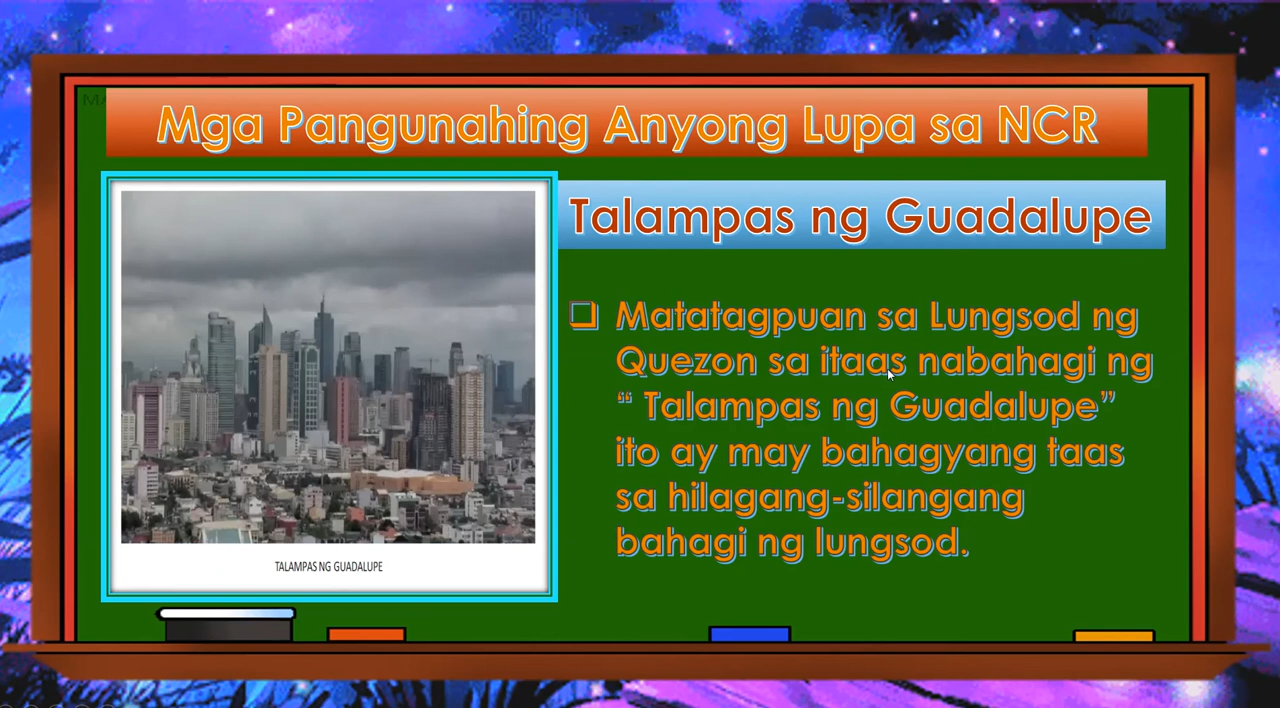 Mga Pangunahing Anyong Lupa sa NCR
Talampas ng Guadalupe
❑ Matatagpuan sa Lungsod ng
Quezon sa itaas nabahagi ng
“ Talampas ng Guadalupe”
ito ay may bahagyang taas
sa hilagang-silangang
bahagi ng lungsod.
TALAMPAS NG GUADALUPE